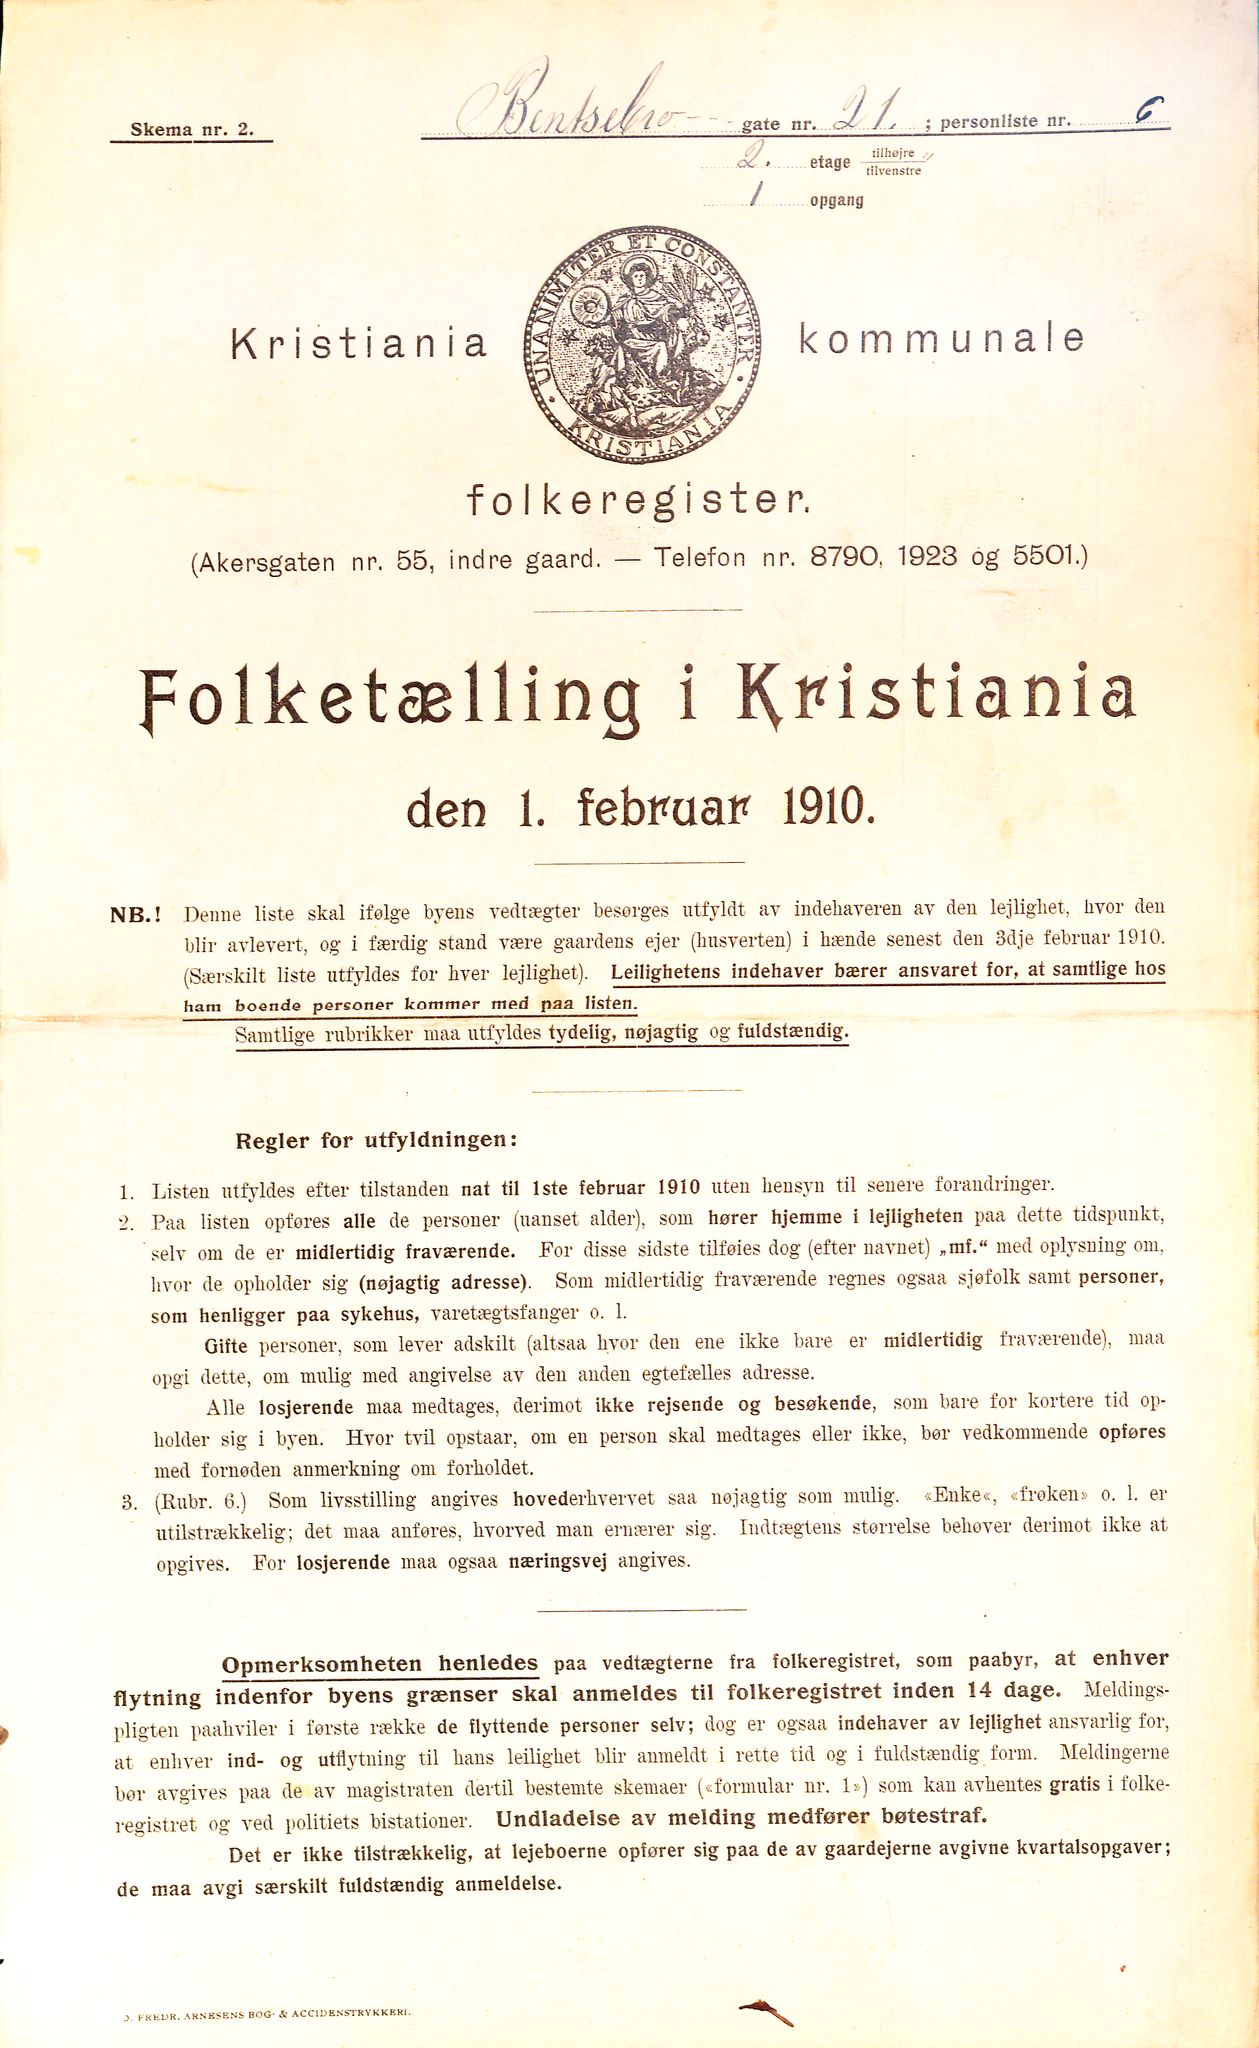 Skema nr. 2.
Bentsebro gate nr. 21. ; personliste nr. 6
2. etage tilhøjre "
tilvenstre
1 opgang
UNANIMITER ET CONSTANTER
KRISTIANIA
Kristiania kommunale
folkeregister.
(Akersgaten nr. 55, indre gaard. — Telefon nr. 8790, 1923 og 5501.)
Folketælling i Kristiania
den 1. februar 1910.
NB.! Denne liste skal ifølge byens vedtægter besørges utfyldt av indehaveren av den lejlighet, hvor den
blir avlevert, og i færdig stand være gaardens ejer (husverten) i hænde senest den 3dje februar 1910.
(Særskilt liste utfyldes for hver lejlighet). Leilighetens indehaver bærer ansvaret for, at samtlige hos
ham boende personer kommer med paa listen.
Samtlige rubrikker maa utfyldes tydelig, nøjagtig og fuldstændig.
Regler for utfyldningen:
1. Listen utfyldes efter tilstanden nat til 1ste februar 1910 uten hensyn til senere forandringer.
2. Paa listen opføres alle de personer (uanset alder), som hører hjemme i lejligheten paa dette tidspunkt,
selv om de er midlertidig fraværende. For disse sidste tilføies dog (efter navnet) „mf.“ med oplysning om,
hvor de opholder sig (nøjagtig adresse). Som midlertidig fraværende regnes ogsaa sjøfolk samt personer,
som henligger paa sykehus, varetægtsfanger o. l.
Gifte personer, som lever adskilt (altsaa hvor den ene ikke bare er midlertidig fraværende), maa
opgi dette, om mulig med angivelse av den anden egtefælles adresse.
Alle losjerende maa medtages, derimot ikke rejsende og besøkende, som bare for kortere tid op-
holder sig i byen. Hvor tvil opstaar, om en person skal medtages eller ikke, bør vedkommende opføres
med fornøden anmerkning om forholdet.
3. (Rubr. 6.) Som livsstilling angives hovederhvervet saa nøjagtig som mulig. «Enke«, «frøken» o. l. er
utilstrækkelig; det maa anføres, hvorved man ernærer sig. Indtægtens størrelse behøver derimot ikke at
opgives. For losjerende maa ogsaa næringsvej angives.
Opmerksomheten henledes paa vedtægterne fra folkeregistret, som paabyr, at enhver
flytning indenfor byens grænser skal anmeldes til folkeregistret inden 14 dage. Meldings-
pligten paahviler i første række de flyttende personer selv; dog er ogsaa indehaver av lejlighet ansvarlig for,
at enhver ind- og utflytning til hans leilighet blir anmeldt i rette tid og i fuldstændig form. Meldingerne
bør avgives paa de av magistraten dertil bestemte skemaer («formular nr. 1») som kan avhentes gratis i folke-
registret og ved politiets bistationer. Undladelse av melding medfører bøtestraf.
Det er ikke tilstrækkelig, at lejeboerne opfører sig paa de av gaardejerne avgivne kvartalsopgaver;
de maa avgi særskilt fuldstændig anmeldelse.
J. FREDR. ARNESENS BOG- & ACCIDENSTRYKKERI.